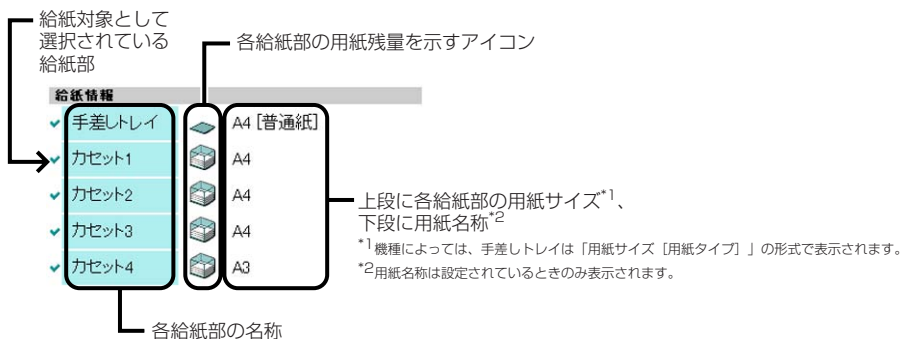 給紙対象として
選択されている
給紙部
各給紙部の用紙残量を示すアイコン
給紙情報
手差しトレイ A4 [普通紙]
カセット1 A4
カセット2 A4
カセット3 A4
カセット4 A3
上段に各給紙部の用紙サイズ*1、
下段に用紙名称*2
*1機種によっては、手差しトレイは「用紙サイズ［用紙タイプ］」の形式で表示されます。
*2用紙名称は設定されているときのみ表示されます。
各給紙部の名称